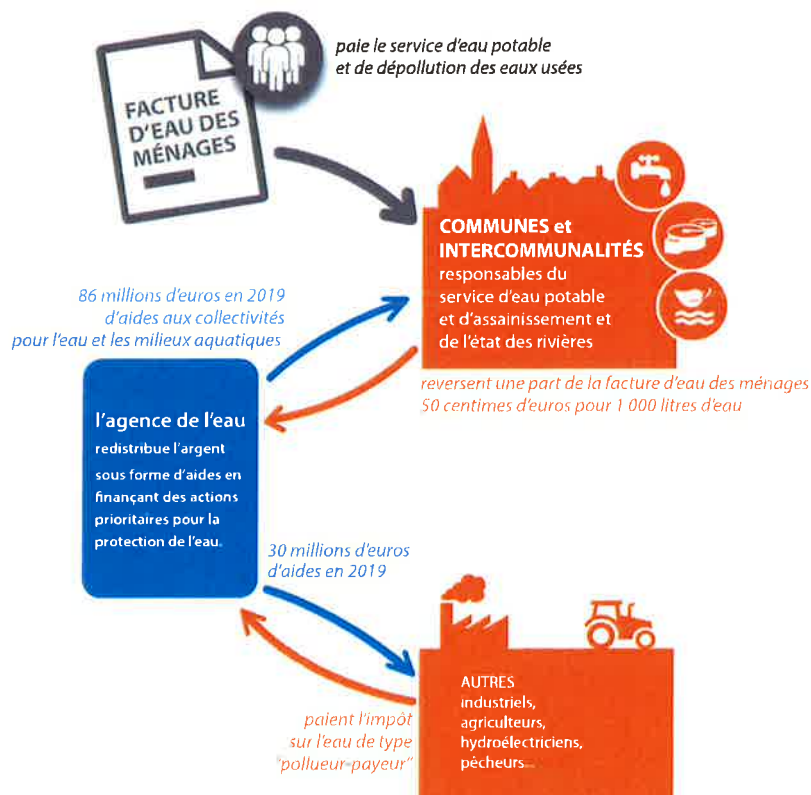 paie le service d'eau potable
et de dépollution des eaux usées
FACTURE
D'EAU DES
MÉNAGES
COMMUNES et
INTERCOMMUNALITÉS
responsables du
service d'eau potable
et d'assainissement et
de l'état des rivières
86 millions d'euros en 2019
d'aides aux collectivités
pour l'eau et les milieux aquatiques
reversent une part de la facture d'eau des ménages
50 centimes d'euros pour 1 000 litres d'eau
l'agence de l'eau
redistribue l'argent
sous forme d'aides en
finançant des actions
prioritaires pour la
protection de l'eau.
30 millions d'euros
d'aides en 2019
paient l'impôt
sur l'eau de type
"pollueur-payeur"
AUTRES
industriels,
agriculteurs,
hydroélectriciens,
pêcheurs...